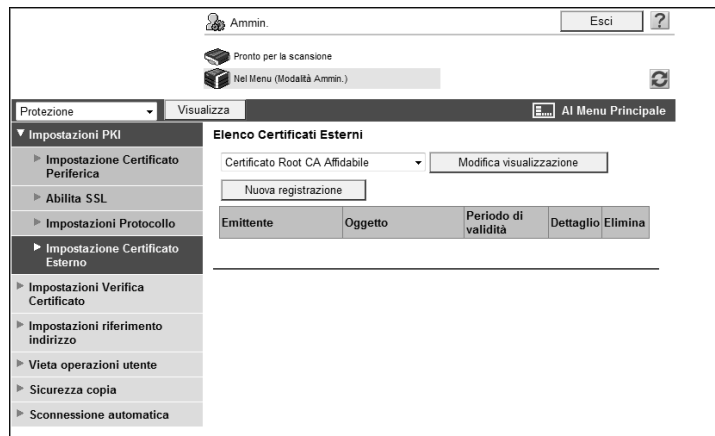 Ammin.
Esci
?
Pronto per la scansione
Nel Menu (Modalità Ammin.)
Protezione
Visualizza
Al Menu Principale
Impostazioni PKI
Impostazione Certificato
Periferica
Abilita SSL
Impostazioni Protocollo
Impostazione Certificato
Esterno
Impostazioni Verifica
Certificato
Impostazioni riferimento
indirizzo
Vieta operazioni utente
Sicurezza copia
Sconnessione automatica
Elenco Certificati Esterni
Certificato Root CA Affidabile
Modifica visualizzazione
Nuova registrazione
Emittente
Oggetto
Periodo di
validità
Dettaglio
Elimina